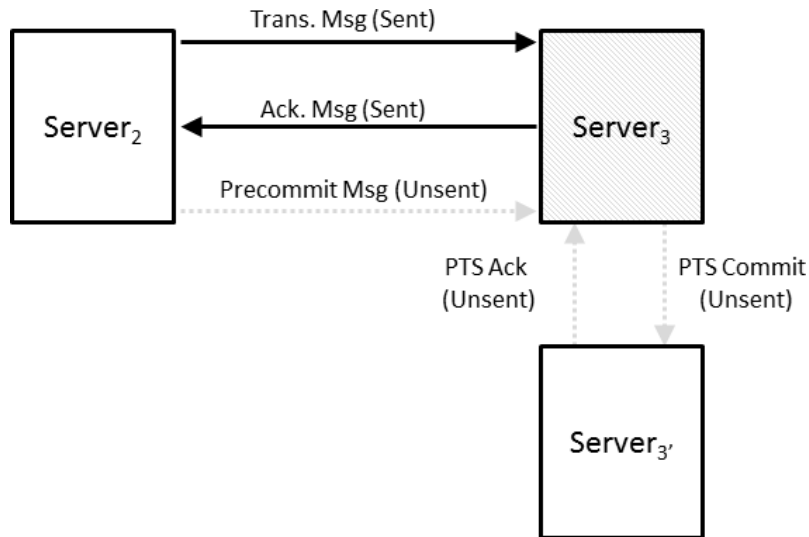 Trans. Msg (Sent)
Server₂
Ack. Msg (Sent)
Server₃
Precommit Msg (Unsent)
PTS Ack
(Unsent)
PTS Commit
(Unsent)
Server₃'